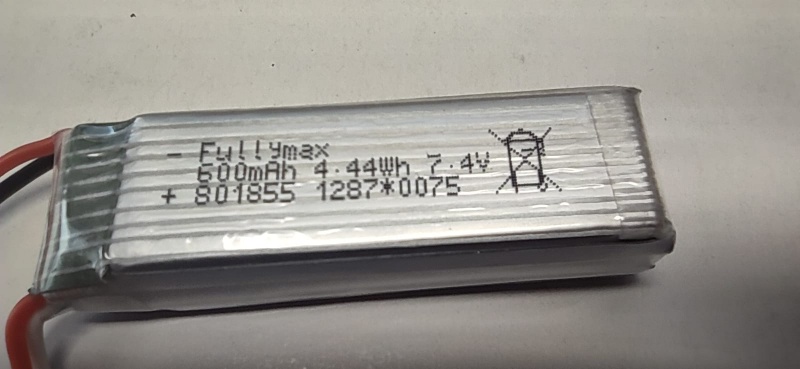 - Fullymax
600mAh 4.44Wh 7.4V
+ 801855 1287*0075